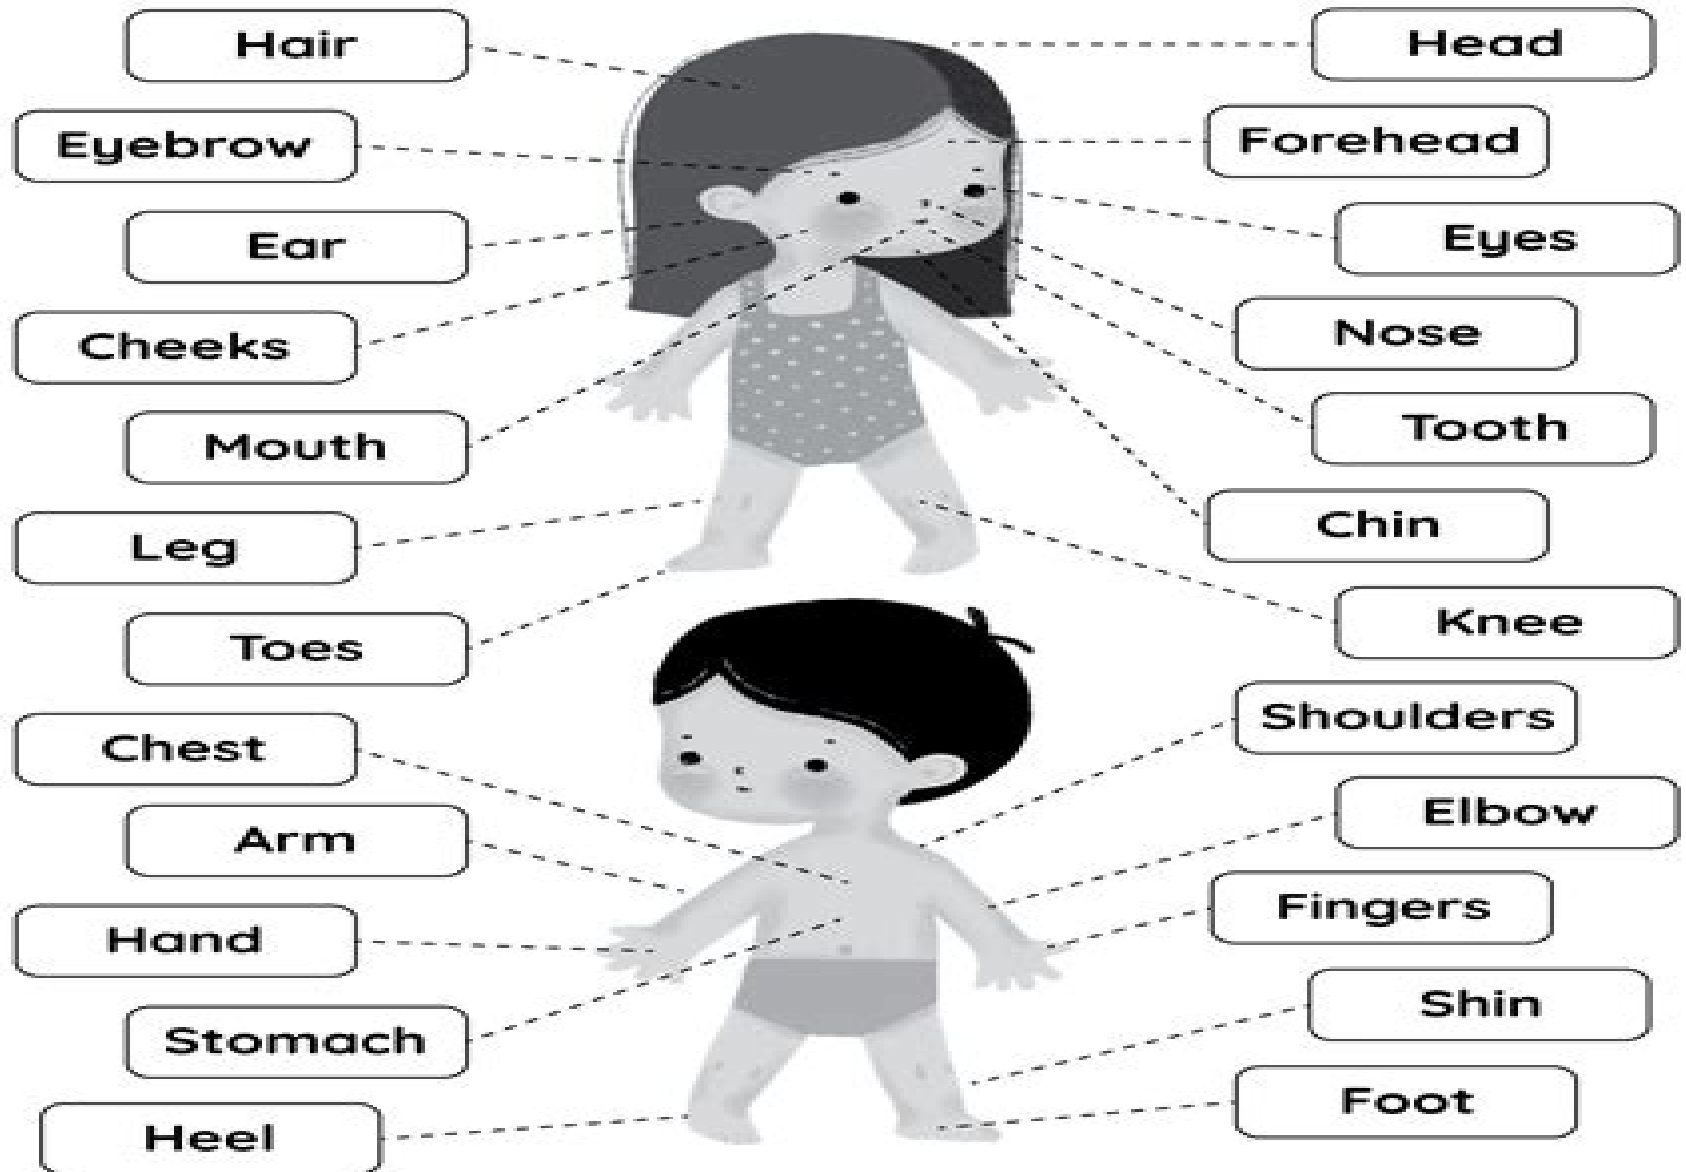 Hair
Head
Eyebrow
Forehead
Ear
Eyes
Cheeks
Nose
Mouth
Tooth
Leg
Chin
Toes
Knee
Chest
Shoulders
Arm
Elbow
Hand
Fingers
Stomach
Shin
Heel
Foot